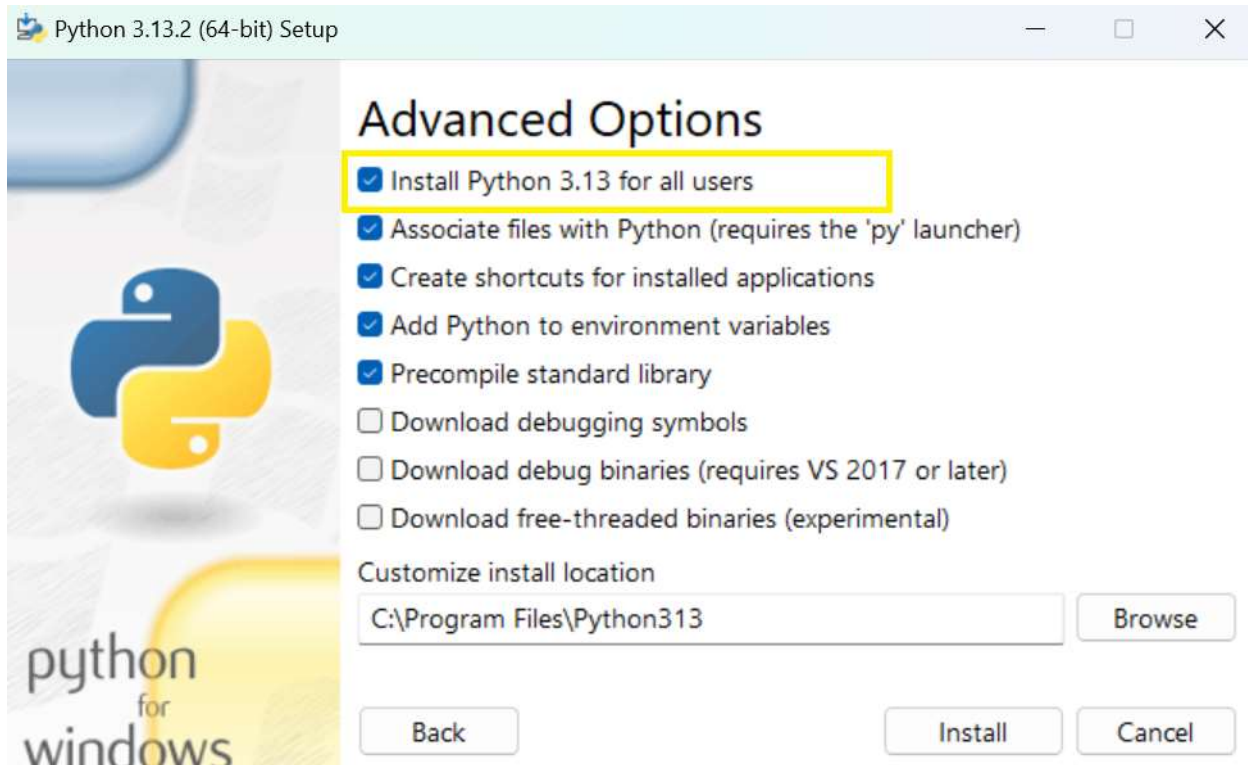 Python 3.13.2 (64-bit) Setup
Advanced Options
Install Python 3.13 for all users
Associate files with Python (requires the 'py' launcher)
Create shortcuts for installed applications
Add Python to environment variables
Precompile standard library
Download debugging symbols
Download debug binaries (requires VS 2017 or later)
Download free-threaded binaries (experimental)
Customize install location
C:\Program Files\Python313
Browse
python
for
windows
Back
Install
Cancel